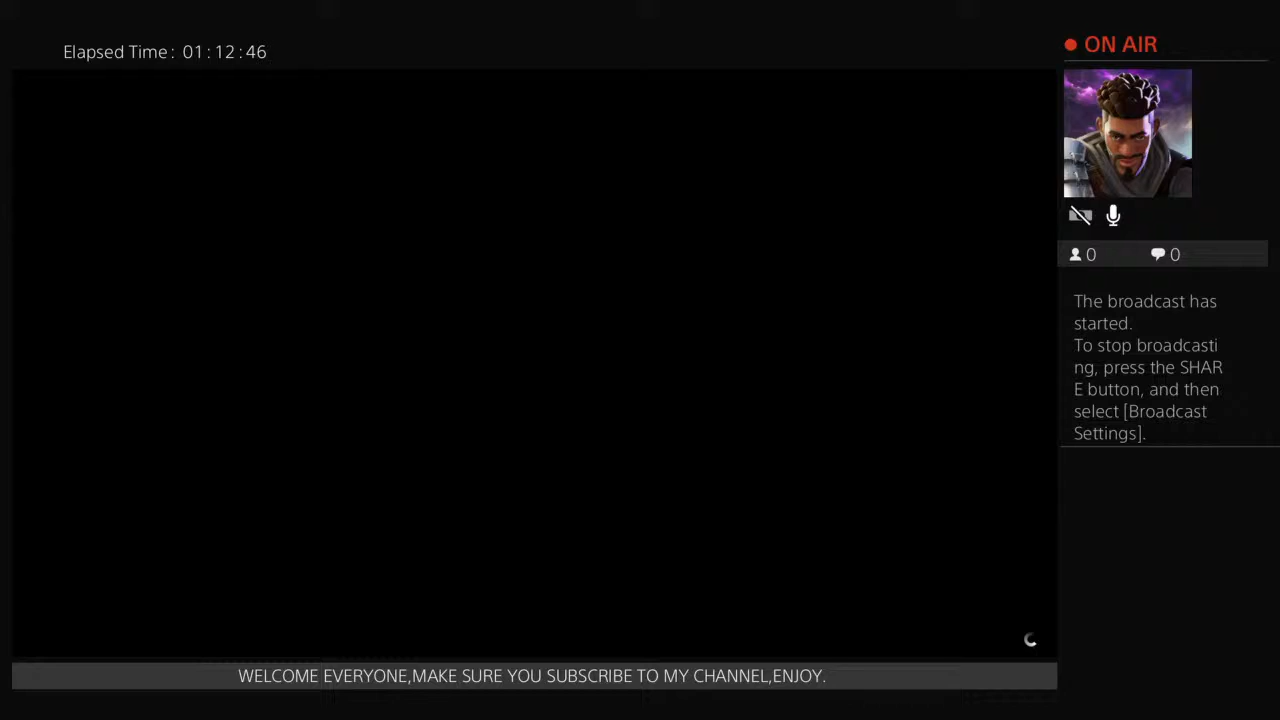 Elapsed Time: 01:12:46
ON AIR
0 0
The broadcast has
started.
To stop broadcasti
ng, press the SHAR
E button, and then
select [Broadcast
Settings].
WELCOME EVERYONE,MAKE SURE YOU SUBSCRIBE TO MY CHANNEL,ENJOY.